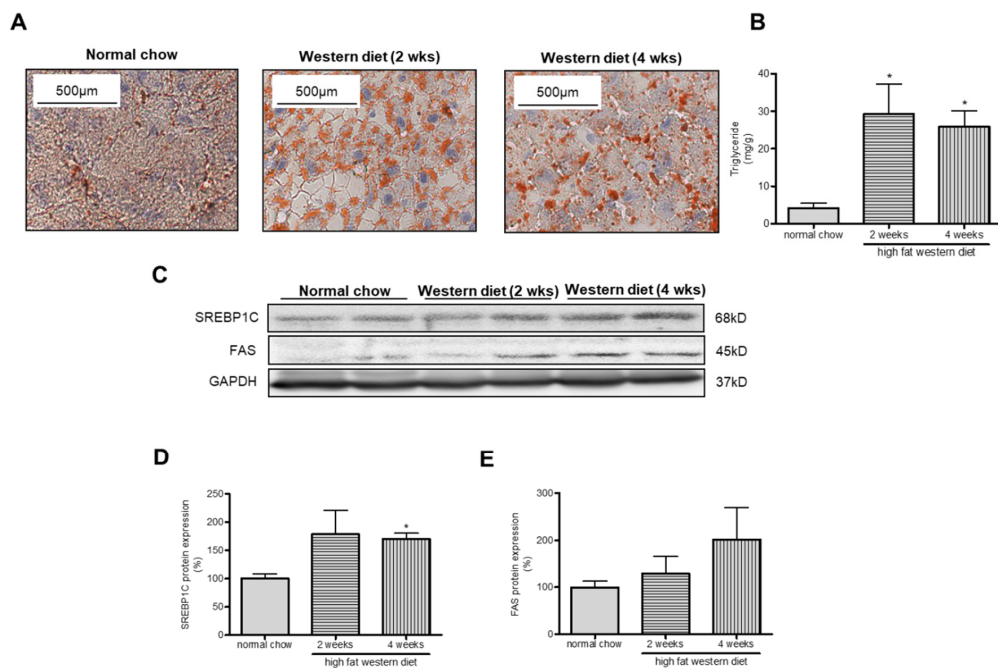 A
Normal chow
Western diet (2 wks)
Western diet (4 wks)
500µm
500µm
500µm
B
Triglyceride
(mg/g)
40
30
20
10
0
*
*
normal chow
2 weeks
4 weeks
high fat western diet
C
Normal chow
Western diet (2 wks)
Western diet (4 wks)
SREBP1C
68kD
FAS
45kD
GAPDH
37kD
D
SREBP1C protein expression
(%)
250
200
150
100
50
0
*
normal chow
2 weeks
4 weeks
high fat western diet
E
FAS protein expression
(%)
300
200
100
0
normal chow
2 weeks
4 weeks
high fat western diet